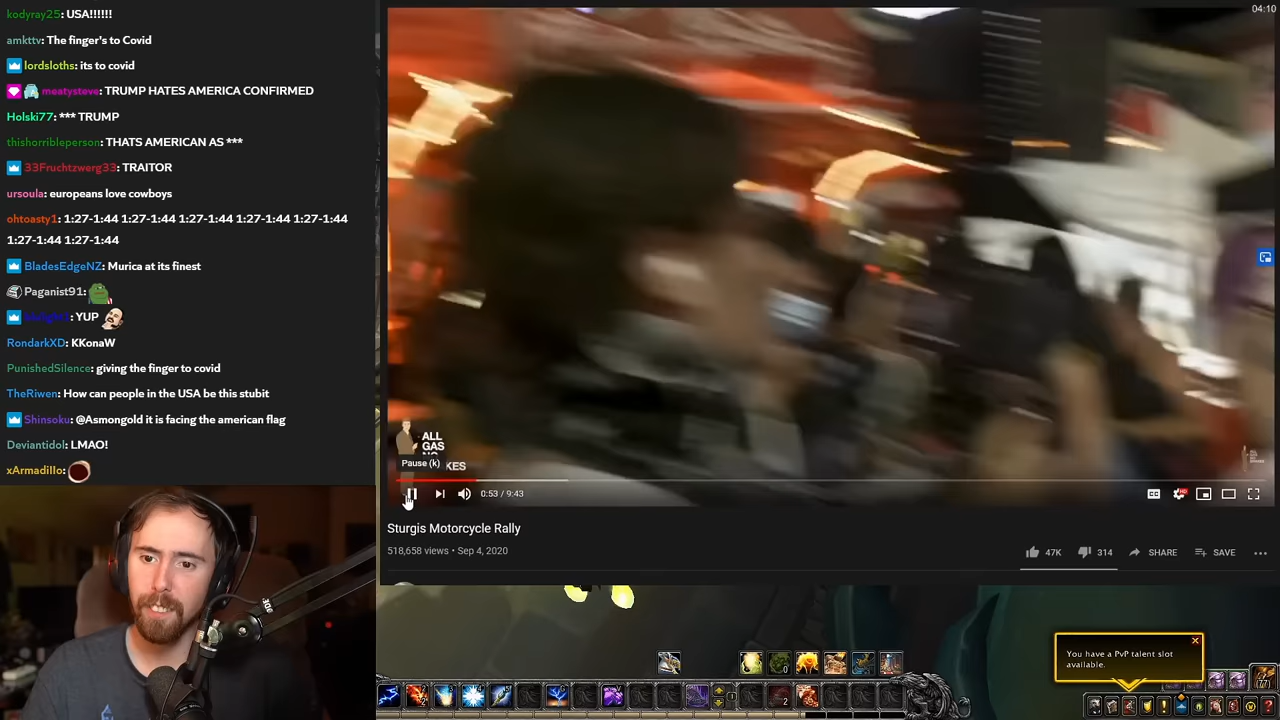 kodyray25: USA!!!!!!
amkttv: The finger's to Covid
lordsloths: its to covid
meatysteve: TRUMP HATES AMERICA CONFIRMED
Holski77: *** TRUMP
thishorribleperson: THATS AMERICAN AS ***
33Fruchtzwerg33: TRAITOR
ursoula: europeans love cowboys
ohtoasty1: 1:27-1:44 1:27-1:44 1:27-1:44 1:27-1:44 1:27-1:44
1:27-1:44 1:27-1:44
BladesEdgeNZ: Murica at its finest
Paganist91:
YUP
RondarkXD: KKonaW
PunishedSilence: giving the finger to covid
TheRiwen: How can people in the USA be this stubit
Shinsoku: @Asmongold it is facing the american flag
Deviantidol: LMAO!
xArmadillo:
04:10
ALL
GAS
Pause (k)
KES
0:53 / 9:43
Sturgis Motorcycle Rally
518,658 views • Sep 4, 2020
47K
314
SHARE
SAVE
You have a PvP talent slot
available.